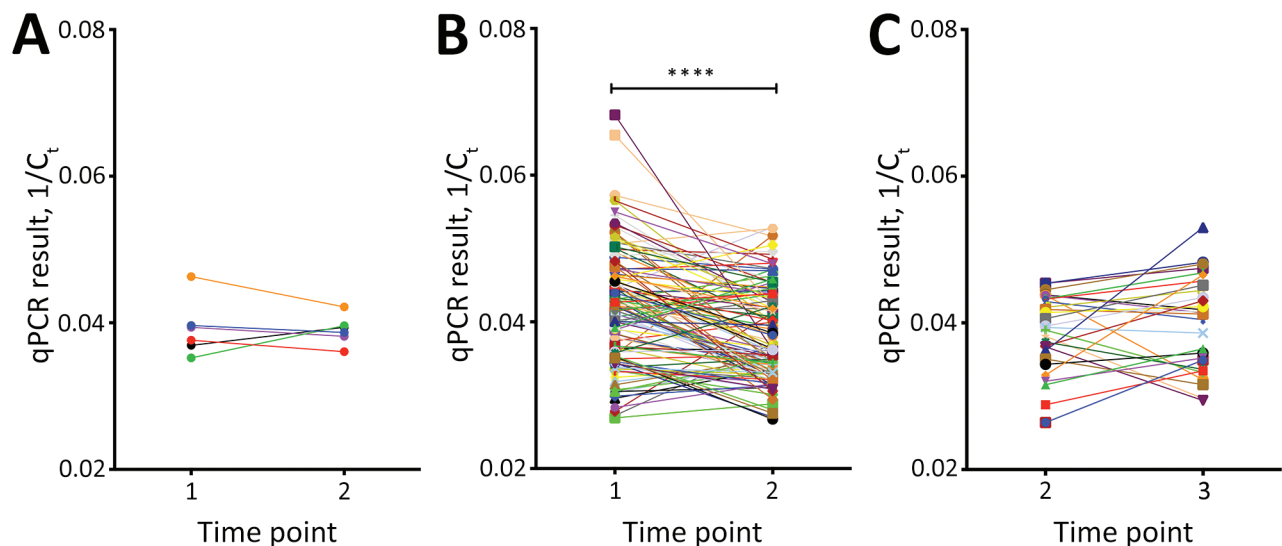 A
0.08
0.06
0.04
0.02
qPCR result, 1/Cₜ
1 2
Time point
B
0.08
0.06
0.04
0.02
qPCR result, 1/Cₜ
****
1 2
Time point
C
0.08
0.06
0.04
0.02
qPCR result, 1/Cₜ
2 3
Time point